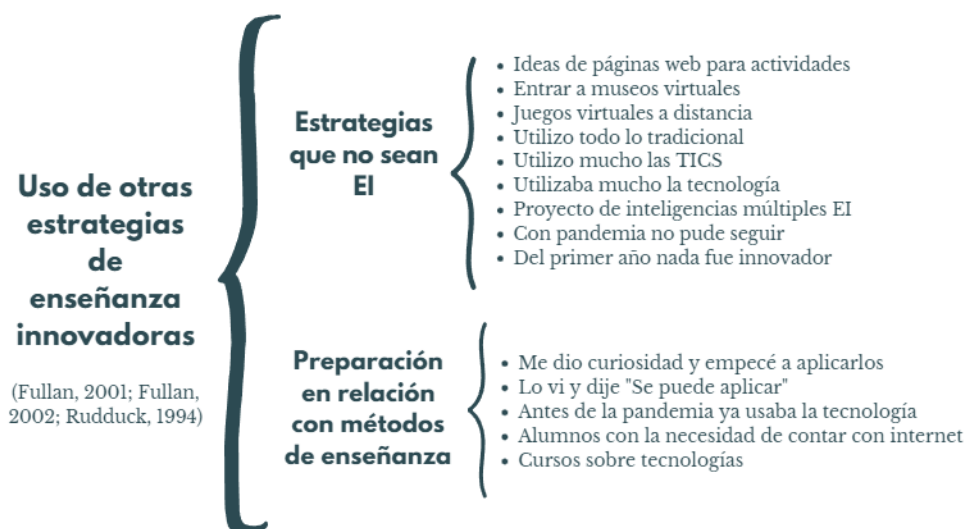 Uso de otras
estrategias
de
enseñanza
innovadoras
(Fullan, 2001; Fullan,
2002; Rudduck, 1994)
Estrategias
que no sean
EI
• Ideas de páginas web para actividades
• Entrar a museos virtuales
• Juegos virtuales a distancia
• Utilizo todo lo tradicional
• Utilizo mucho las TICS
• Utilizaba mucho la tecnología
• Proyecto de inteligencias múltiples EI
• Con pandemia no pude seguir
• Del primer año nada fue innovador
Preparación
en relación
con métodos
de enseñanza
• Me dio curiosidad y empecé a aplicarlos
• Lo vi y dije "Se puede aplicar"
• Antes de la pandemia ya usaba la tecnología
• Alumnos con la necesidad de contar con internet
• Cursos sobre tecnologías